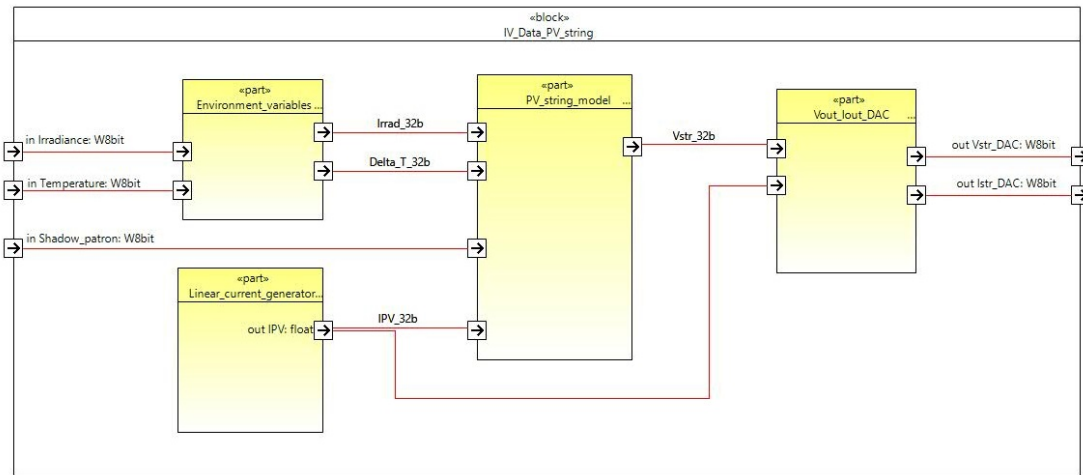 «block»
IV_Data_PV_string
«part»
Environment_variables ...
«part»
PV_string_model ...
«part»
Vout_Iout_DAC ...
Irrad_32b
Delta_T_32b
Vstr_32b
in Irradiance: W8bit
in Temperature: W8bit
out Vstr_DAC: W8bit
out Istr_DAC: W8bit
in Shadow_patron: W8bit
«part»
Linear_current_generator...
out IPV: float
IPV_32b